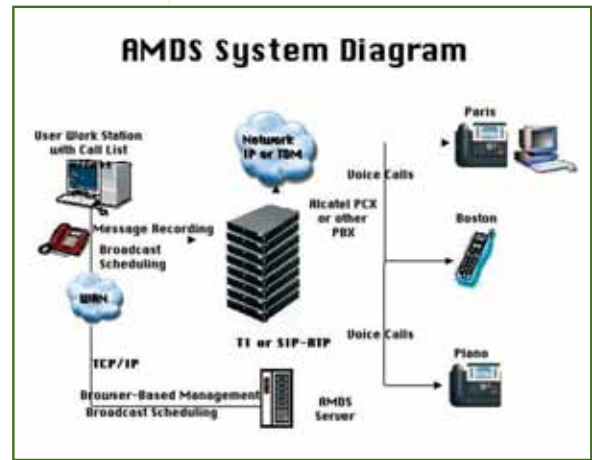 AMDS System Diagram
User Work Station
with Call List
Network
IP or TDM
Paris
Voice Calls
Alcatel PCX
or other
PBX
Message Recording
Broadcast
Scheduling
Boston
WAN
T1 or SIP-RTP
Voice Calls
Plano
TCP/IP
Browser-Based Management
Broadcast Scheduling
AMDS
Server